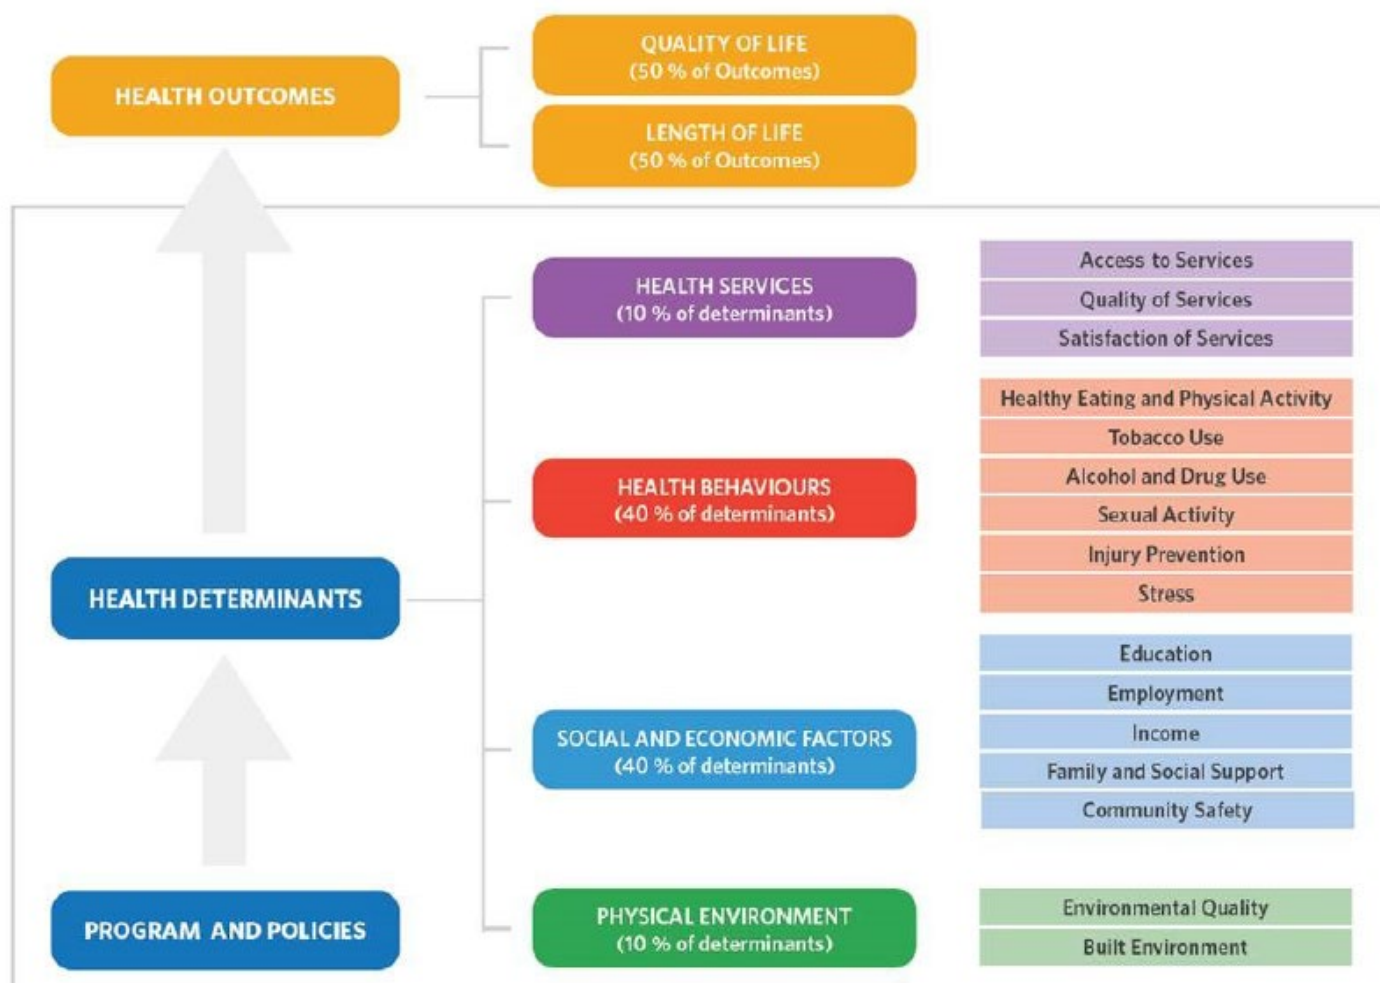 HEALTH OUTCOMES
QUALITY OF LIFE
(50 % of Outcomes)
LENGTH OF LIFE
(50 % of Outcomes)
HEALTH DETERMINANTS
HEALTH SERVICES
(10 % of determinants)
Access to Services
Quality of Services
Satisfaction of Services
HEALTH BEHAVIOURS
(40 % of determinants)
Healthy Eating and Physical Activity
Tobacco Use
Alcohol and Drug Use
Sexual Activity
Injury Prevention
Stress
SOCIAL AND ECONOMIC FACTORS
(40 % of determinants)
Education
Employment
Income
Family and Social Support
Community Safety
PHYSICAL ENVIRONMENT
(10 % of determinants)
Environmental Quality
Built Environment
PROGRAM AND POLICIES